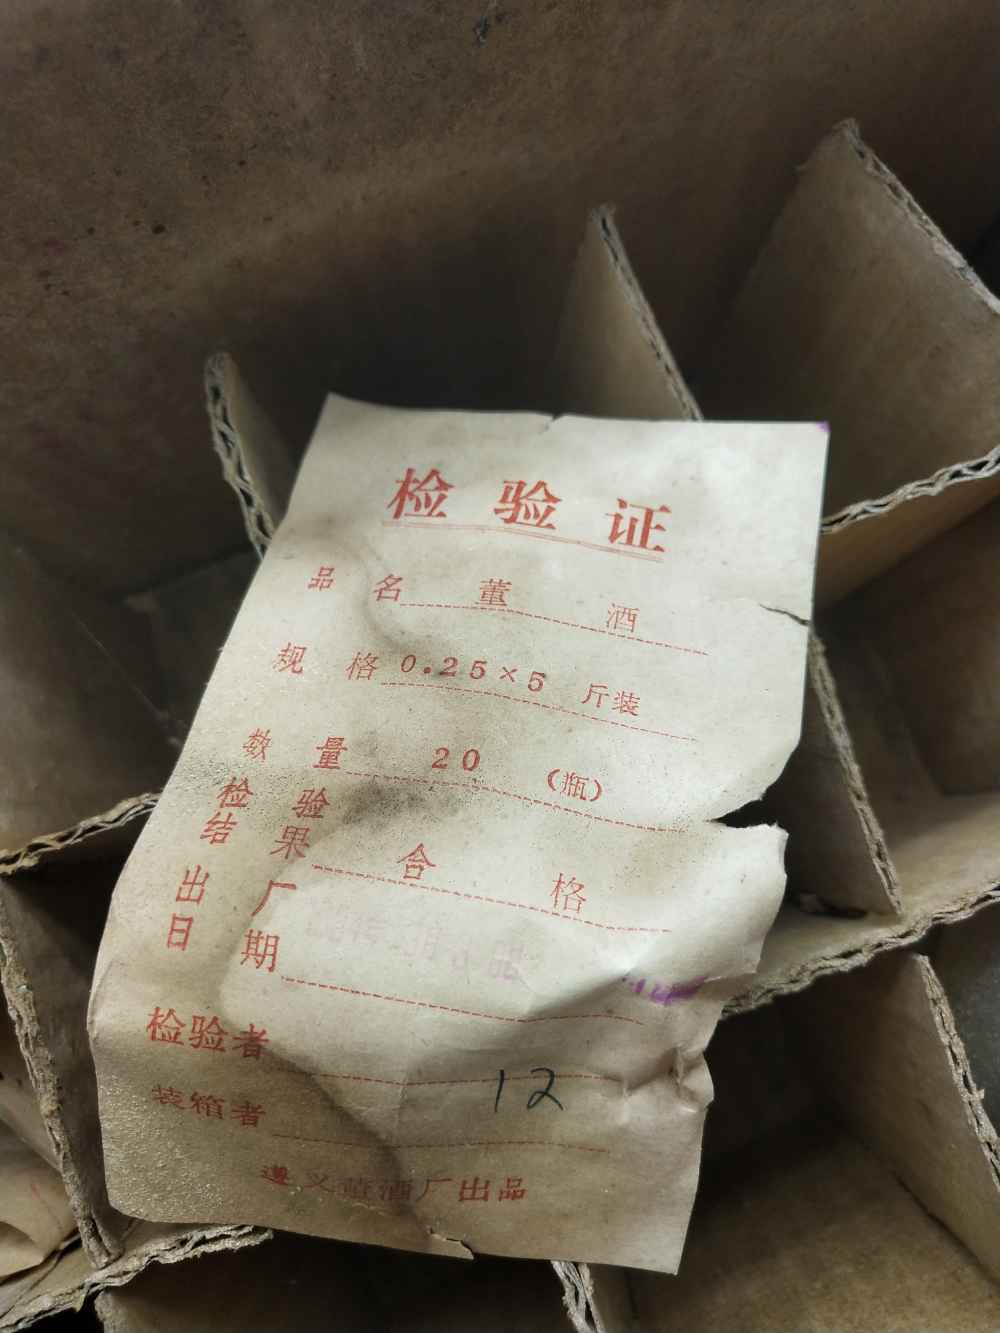 检验证
品名 董酒
规格 0.25×5 斤装
数量 20 (瓶)
检验结果 合格
出厂日期
检验者
12
装箱者
遵义董酒厂出品